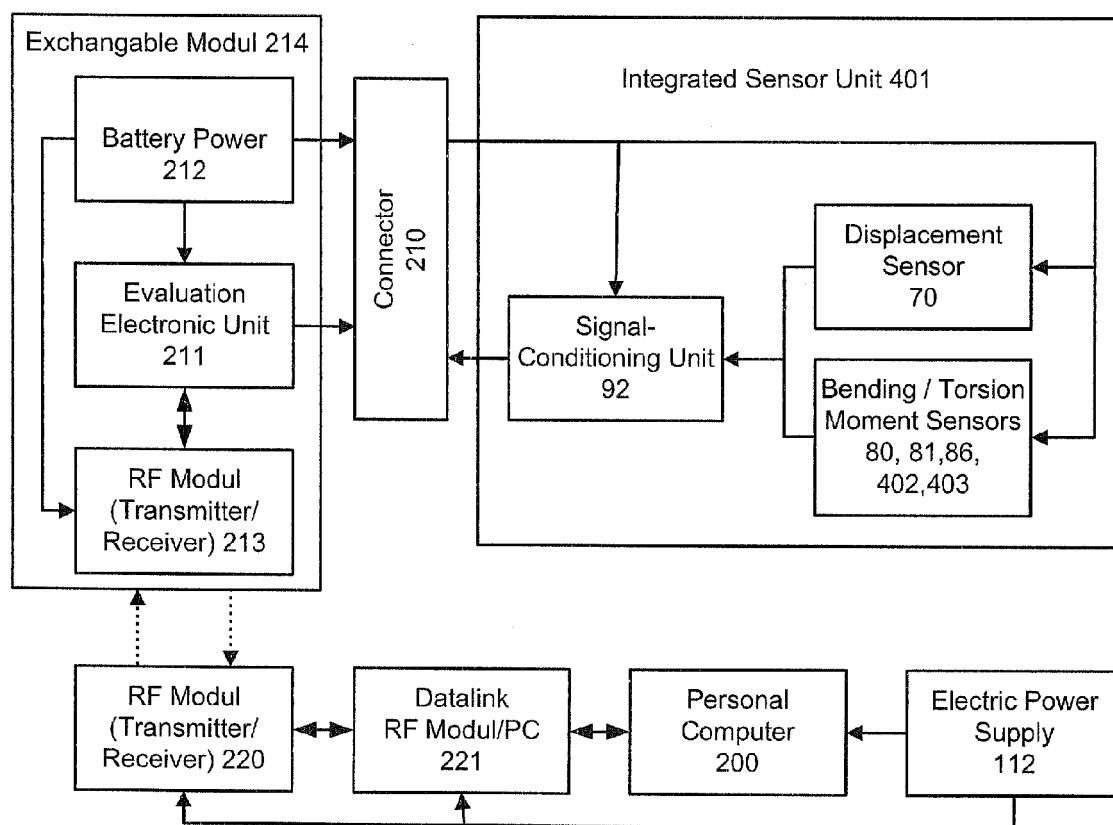 Exchangable Modul 214
Battery Power
212
Evaluation
Electronic Unit
211
RF Modul
(Transmitter/
Receiver) 213
Connector
210
Integrated Sensor Unit 401
Signal-
Conditioning Unit
92
Displacement
Sensor
70
Bending / Torsion
Moment Sensors
80, 81,86,
402,403
RF Modul
(Transmitter/
Receiver) 220
Datalink
RF Modul/PC
221
Personal
Computer
200
Electric Power
Supply
112